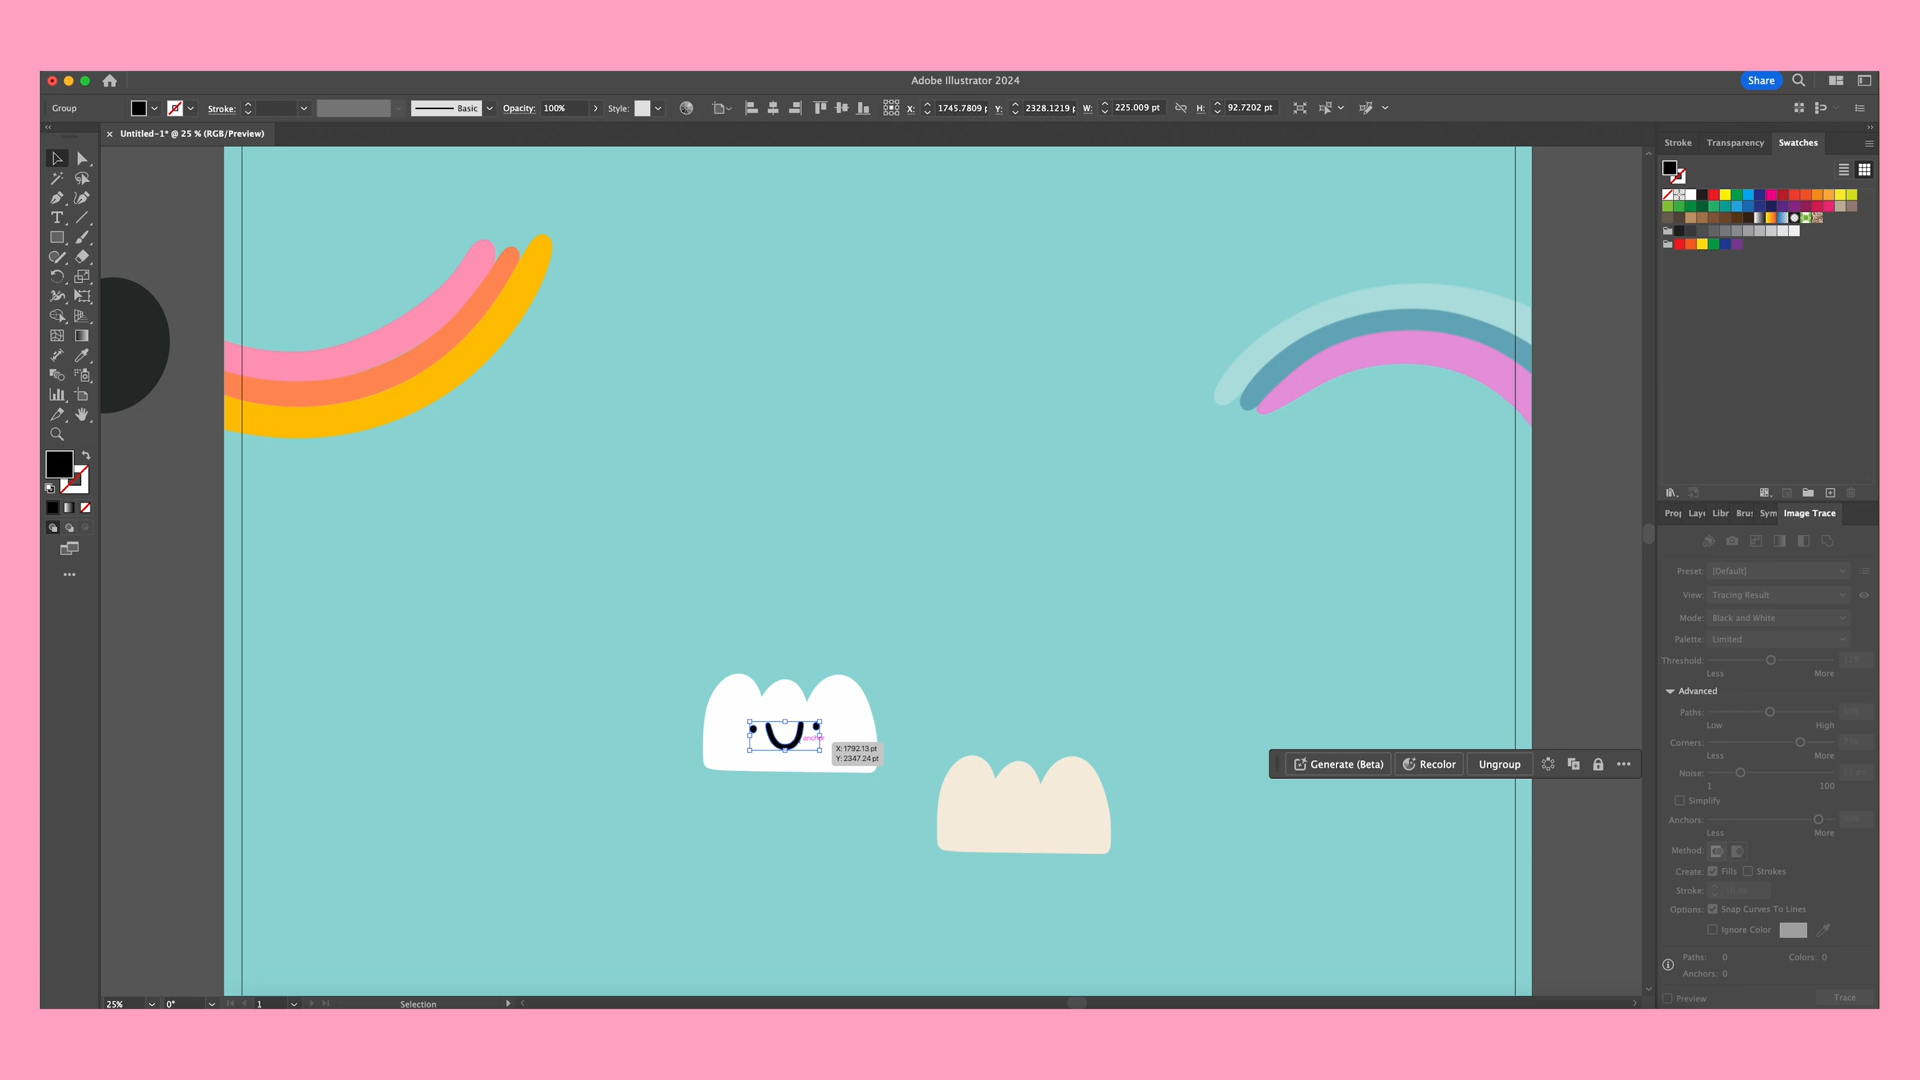 Adobe Illustrator 2024
Share
Group
Stroke:
Basic
Opacity: 100%
Style:
X: 1745.7809 Y: 2328.1219 W: 225.009 pt H: 92.7202 pt
Untitled-1* @ 25 % (RGB/Preview)
Stroke Transparency Swatches
T
anchor
X: 1792.13 pt
Y: 2347.24 pt
Generate (Beta) Recolor Ungroup
Lay Libr Bru Sym Image Trace
Preset: [Default]
View: Tracing Result
Mode: Black and White
Palette: Limited
Threshold:
Less More
Advanced
Paths:
Low High
Corners:
Less More
Noise:
1 100
Simplify
Anchors:
Less More
Method:
Create: Fills Strokes
Stroke:
Options: Snap Curves To Lines
Ignore Color
Paths: 0 Colors: 0
Anchors: 0
Preview Trace
25% 0° 1 Selection